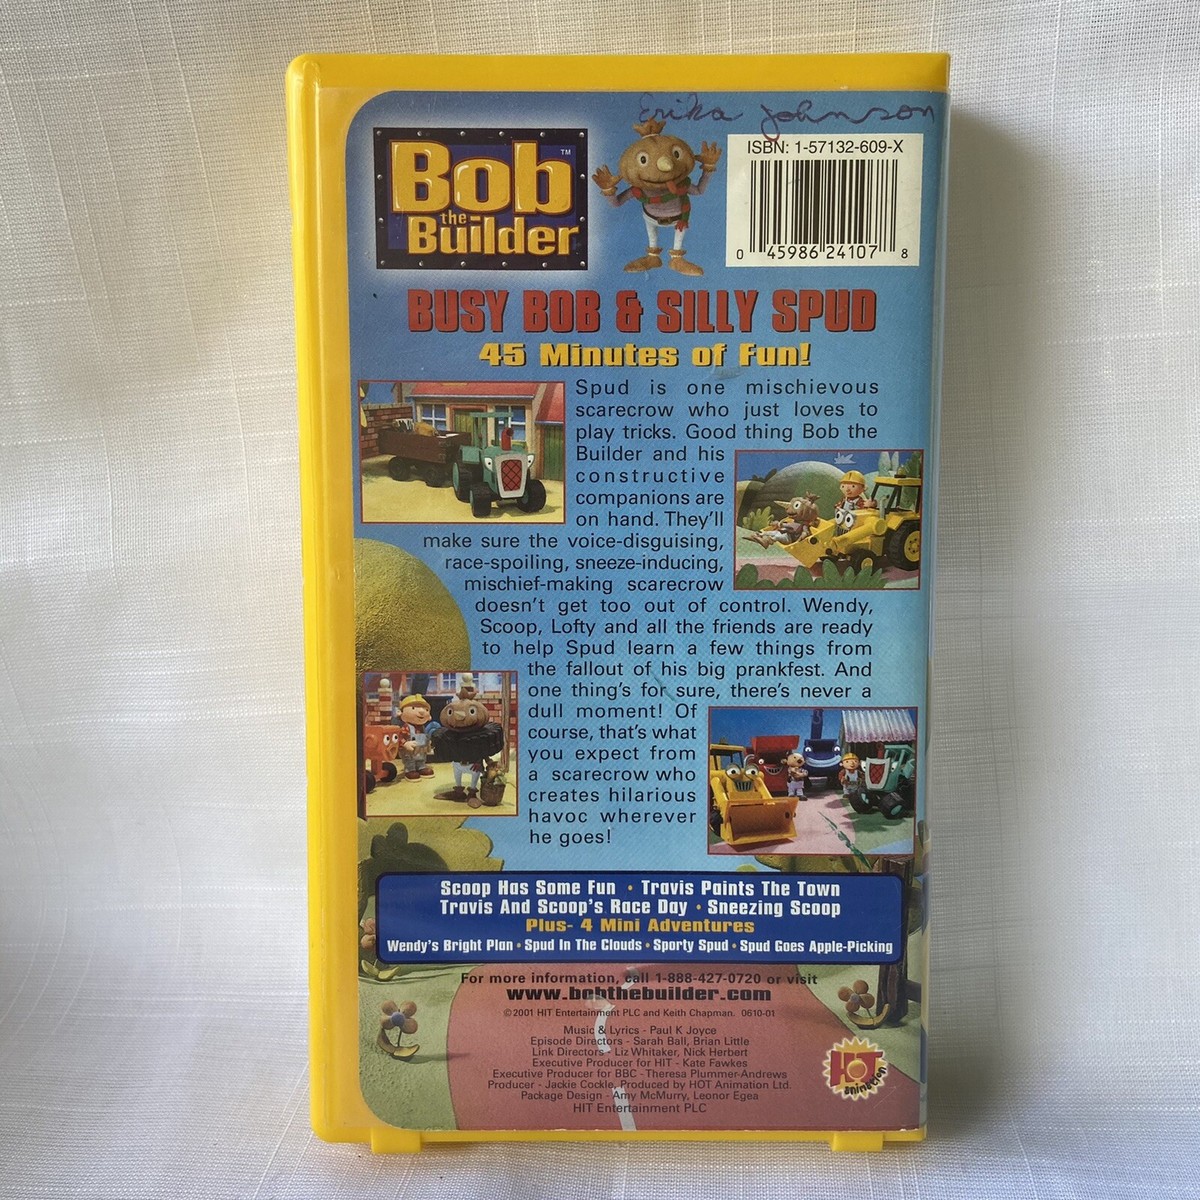 Erika Johnson
Bob
the
Builder
TM
ISBN: 1-57132-609-X
0 45986 24107 8
BUSY BOB & SILLY SPUD
45 Minutes of Fun!
Spud is one mischievous
scarecrow who just loves to
play tricks. Good thing Bob the
Builder and his
constructive
companions are
on hand. They'll
make sure the voice-disguising,
race-spoiling, sneeze-inducing,
mischief-making scarecrow
doesn't get too out of control. Wendy,
Scoop, Lofty and all the friends are ready
to help Spud learn a few things from
the fallout of his big prankfest. And
one thing's for sure, there's never a
dull moment! Of
course, that's what
you expect from
a scarecrow who
creates hilarious
havoc wherever
he goes!
Scoop Has Some Fun • Travis Paints The Town
Travis And Scoop's Race Day • Sneezing Scoop
Plus- 4 Mini Adventures
Wendy's Bright Plan • Spud In The Clouds • Sporty Spud • Spud Goes Apple-Picking
For more information, call 1-888-427-0720 or visit
www.bobthebuilder.com
©2001 HIT Entertainment PLC and Keith Chapman. 0610-01
Music & Lyrics - Paul K Joyce
Episode Directors - Sarah Ball, Brian Little
Link Directors - Liz Whitaker, Nick Herbert
Executive Producer for HIT - Kate Fawkes
Executive Producer for BBC - Theresa Plummer-Andrews
Producer - Jackie Cockle, Produced by HOT Animation Ltd.
Package Design - Amy McMurry, Leonor Egea
HIT Entertainment PLC
HOT
animation